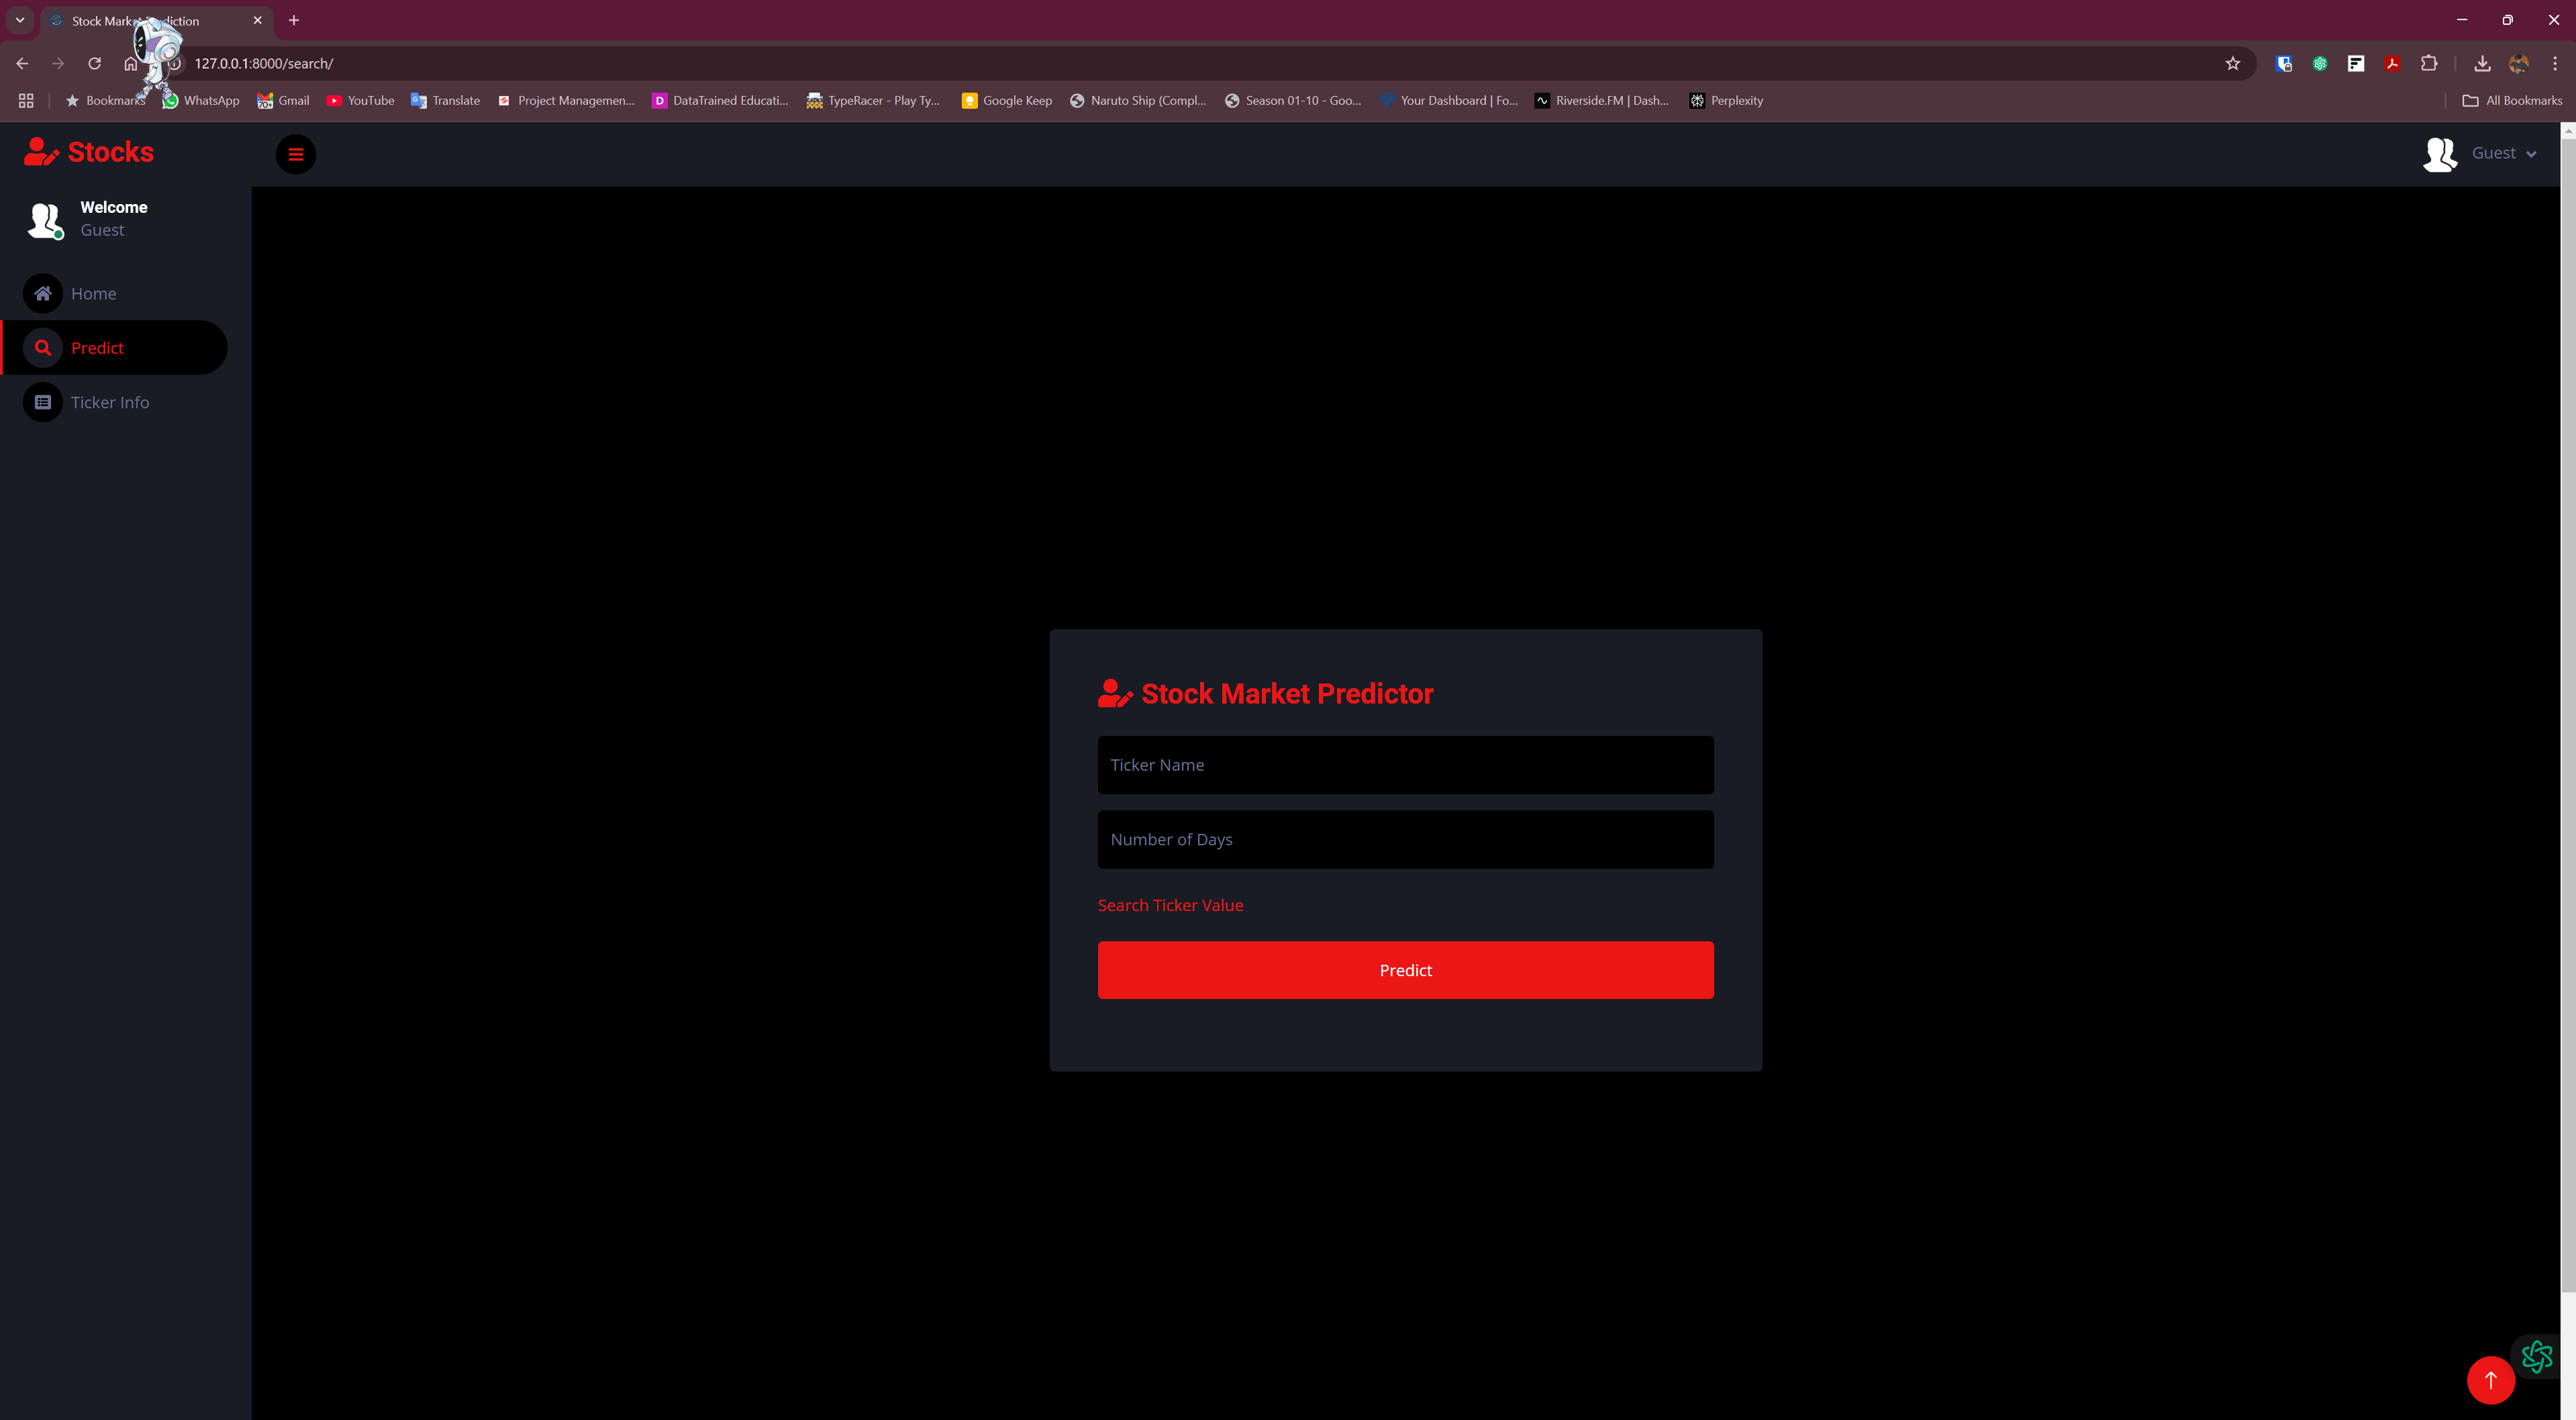 Stock Mark diction
127.0.0.1:8000/search/
Bookmarks WhatsApp Gmail YouTube Translate Project Managemen... DataTrained Educati... TypeRacer - Play Ty... Google Keep Naruto Ship (Compl... Season 01-10 - Goo... Your Dashboard | Fo... Riverside.FM | Dash... Perplexity All Bookmarks
Stocks
Guest
Welcome
Guest
Home
Predict
Ticker Info
Stock Market Predictor
Ticker Name
Number of Days
Search Ticker Value
Predict